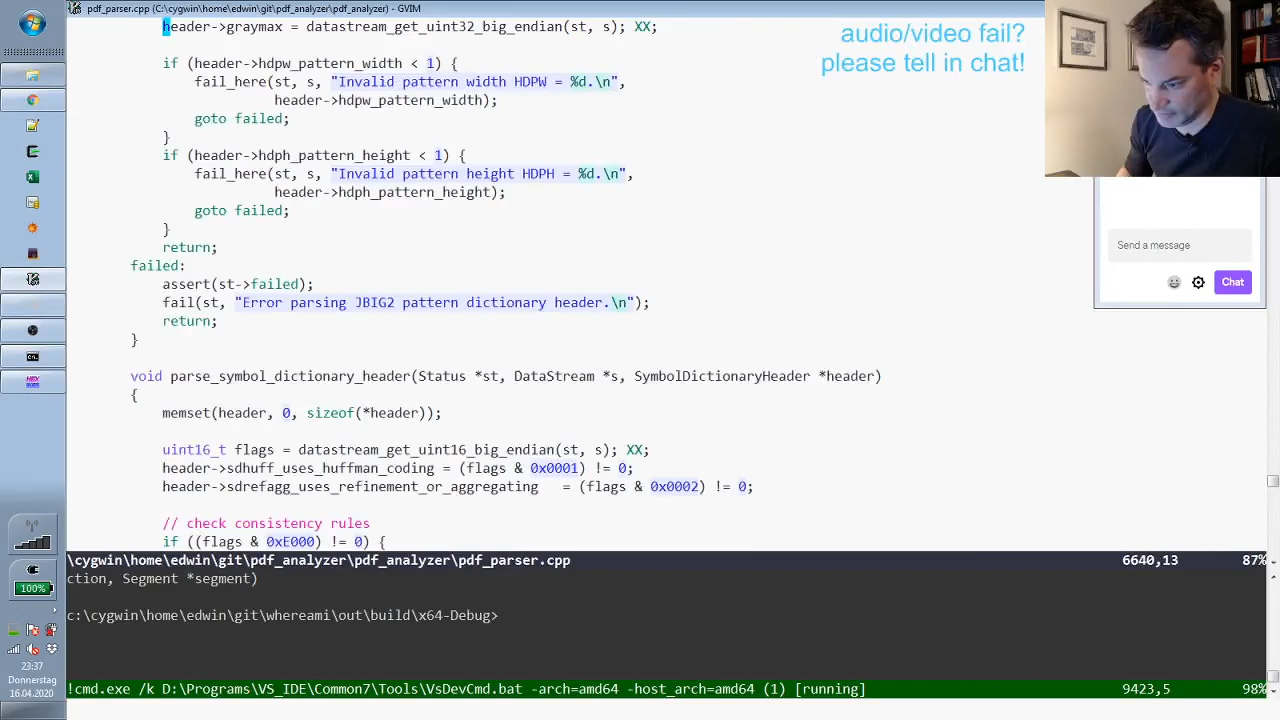 pdf_parser.cpp (C:\cygwin\home\edwin\git\pdf_analyzer\pdf_analyzer) - GVIM
header->graymax = datastream_get_uint32_big_endian(st, s); XX;
audio/video fail?
please tell in chat!
if (header->hdpw_pattern_width < 1) {
fail_here(st, s, "Invalid pattern width HDPW = %d.\n",
header->hdpw_pattern_width);
goto failed;
}
if (header->hdph_pattern_height < 1) {
fail_here(st, s, "Invalid pattern height HDPH = %d.\n",
header->hdph_pattern_height);
goto failed;
}
return;
failed:
assert(st->failed);
fail(st, "Error parsing JBIG2 pattern dictionary header.\n");
return;
}
Send a message
Chat
void parse_symbol_dictionary_header(Status *st, DataStream *s, SymbolDictionaryHeader *header)
{
memset(header, 0, sizeof(*header));
uint16_t flags = datastream_get_uint16_big_endian(st, s); XX;
header->sdhuff_uses_huffman_coding = (flags & 0x0001) != 0;
header->sdrefagg_uses_refinement_or_aggregating   = (flags & 0x0002) != 0;
// check consistency rules
if ((flags & 0xE000) != 0) {
\cygwin\home\edwin\git\pdf_analyzer\pdf_analyzer\pdf_parser.cpp 6640,13 87%
ction, Segment *segment)
c:\cygwin\home\edwin\git\whereami\out\build\x64-Debug>
!cmd.exe /k D:\Programs\VS_IDE\Common7\Tools\VsDevCmd.bat -arch=amd64 -host_arch=amd64 (1) [running] 9423,5 98%
100%
23:37
Donnerstag
16.04.2020